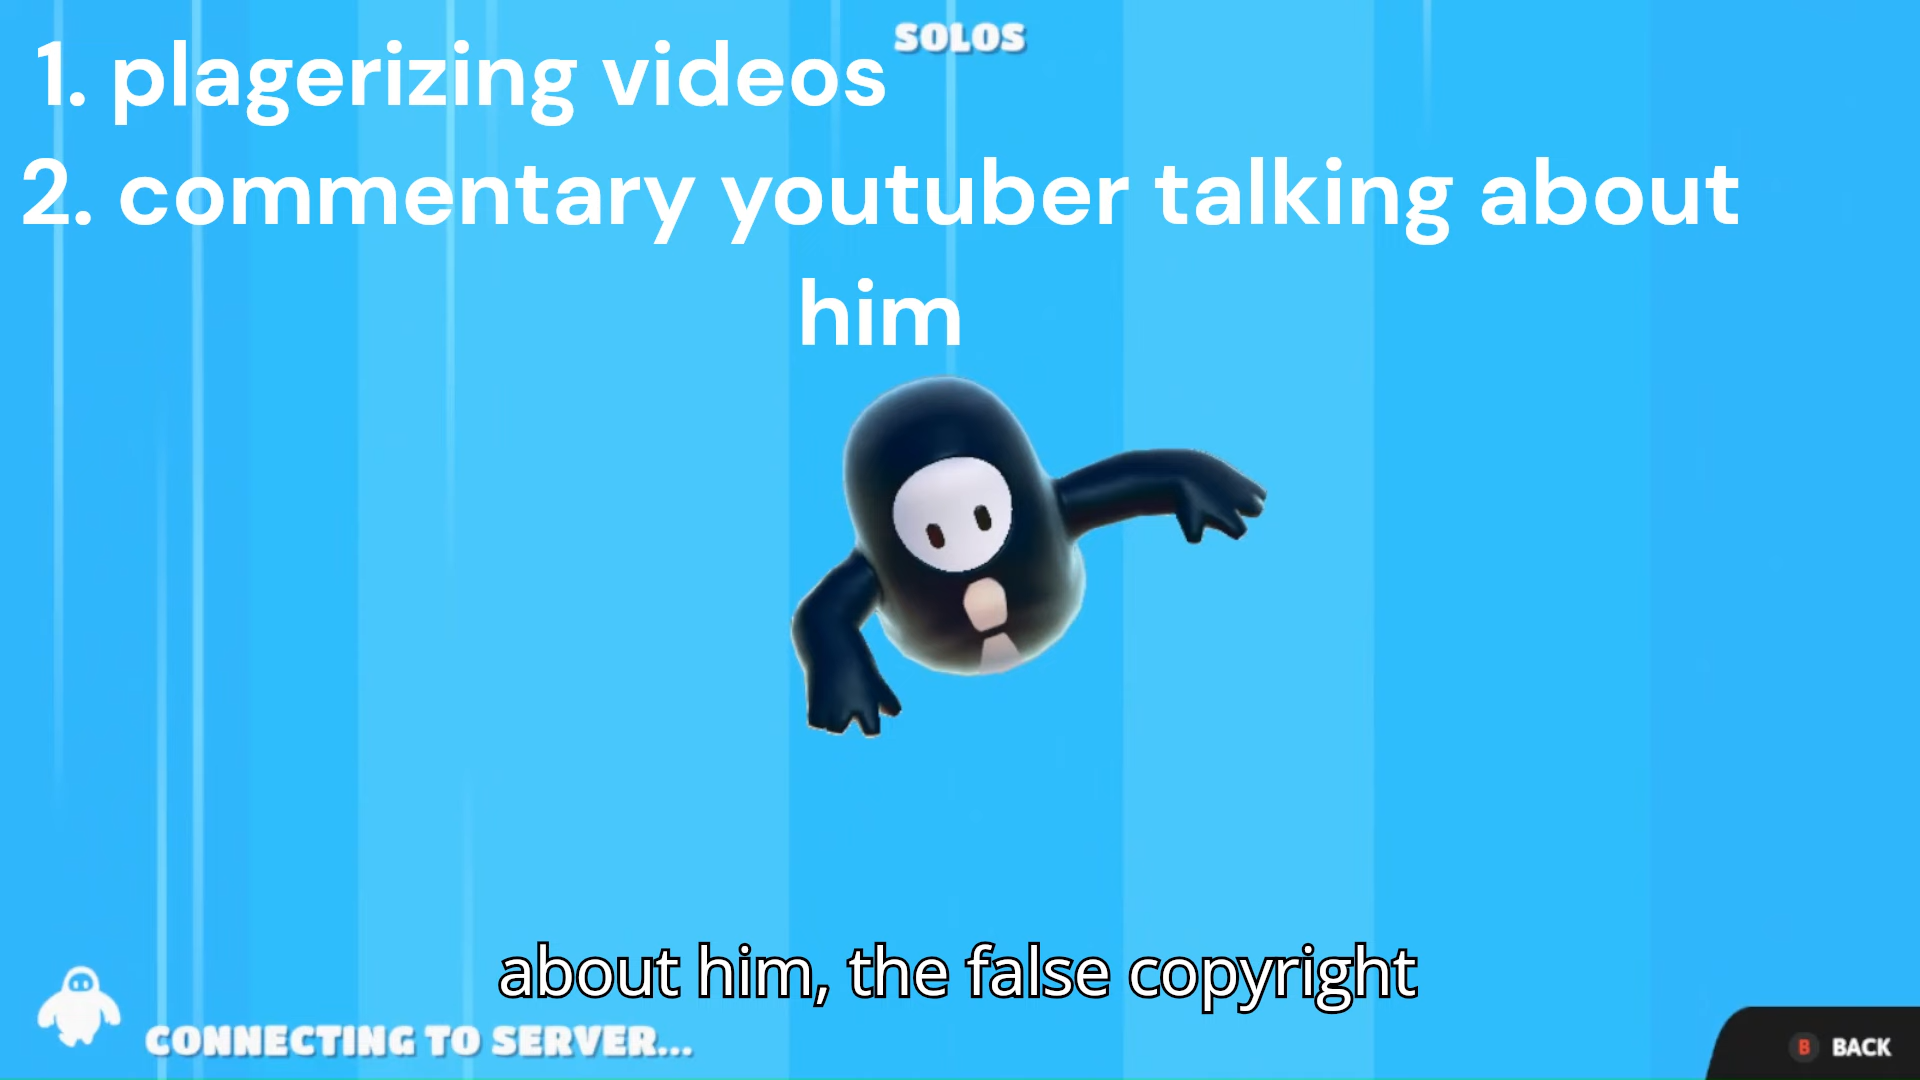 SOLOS
1. plagerizing videos
2. commentary youtuber talking about
him
about him, the false copyright
CONNECTING TO SERVER...
B BACK